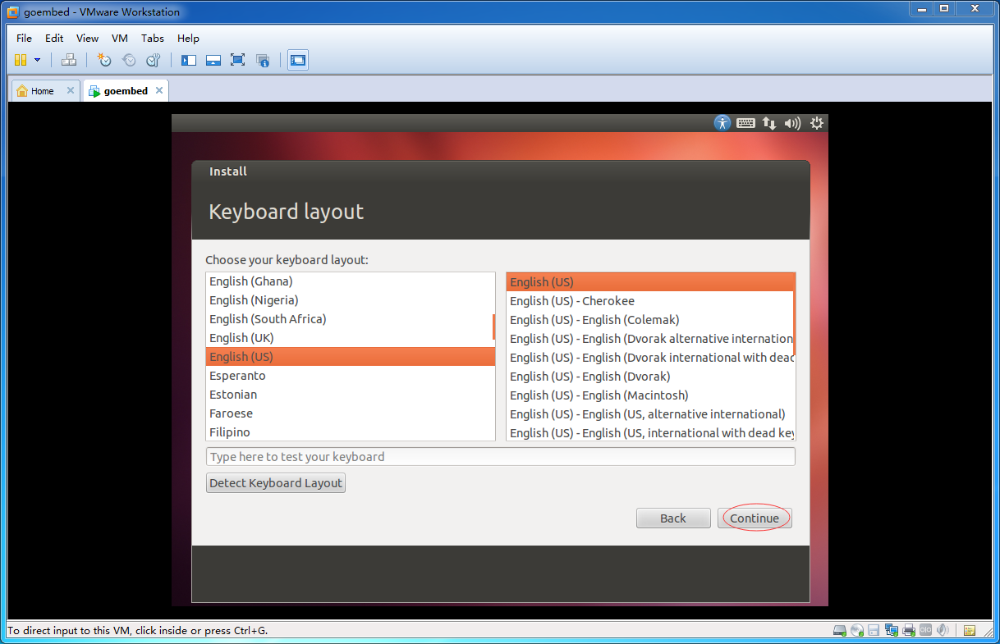 goembed - VMware Workstation
File Edit View VM Tabs Help
Home goembed
Install
Keyboard layout
Choose your keyboard layout:
English (Ghana)
English (Nigeria)
English (South Africa)
English (UK)
English (US)
Esperanto
Estonian
Faroese
Filipino
English (US)
English (US) - Cherokee
English (US) - English (Colemak)
English (US) - English (Dvorak alternative internation
English (US) - English (Dvorak international with dead
English (US) - English (Dvorak)
English (US) - English (Macintosh)
English (US) - English (US, alternative international)
English (US) - English (US, international with dead key
Type here to test your keyboard
Detect Keyboard Layout
Back Continue
To direct input to this VM, click inside or press Ctrl+G.